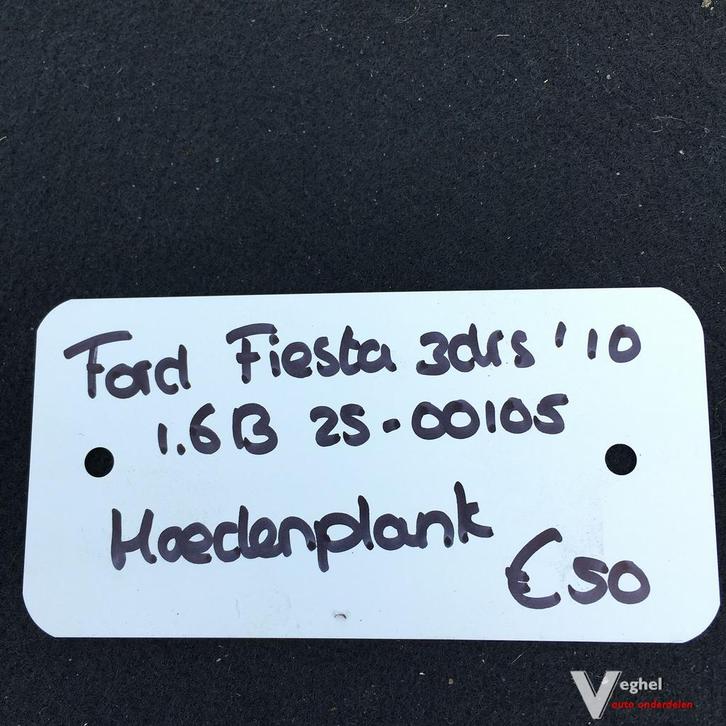 Ford Fiesta 3drs '10
1.6B 25-00105
Hoedenplank
€50
Veghel
auto onderdelen